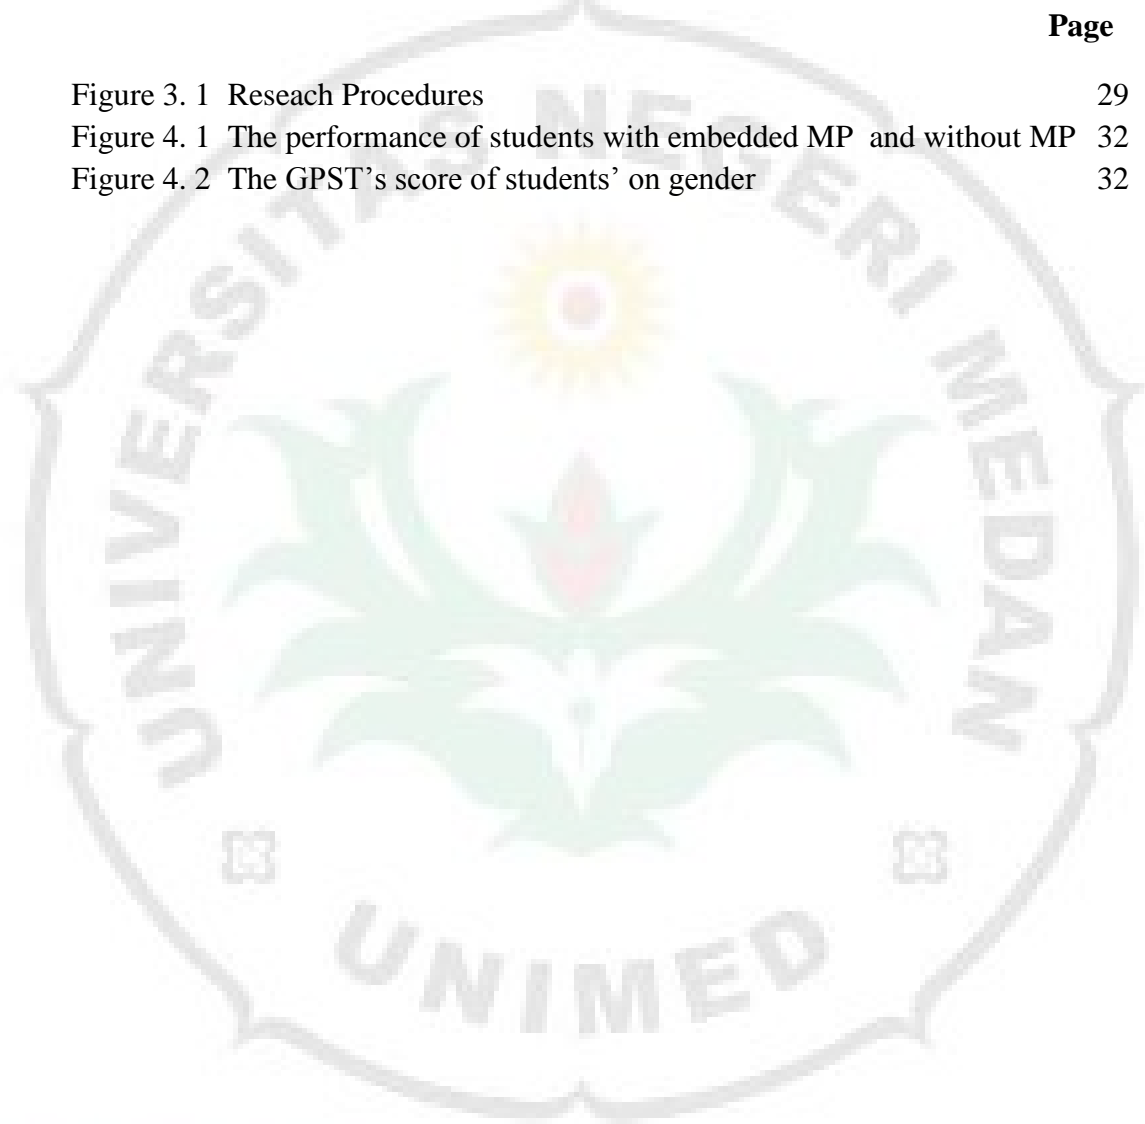 Page
Figure 3. 1 Reseach Procedures 29
Figure 4. 1 The performance of students with embedded MP and without MP 32
Figure 4. 2 The GPST’s score of students’ on gender 32
UNIVERSITAS NEGERI MEDAN
UNIMED